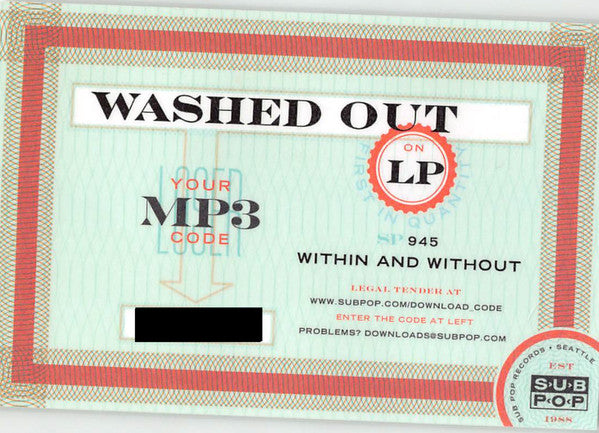 WASHED OUT
ON
LP
YOUR
MP3
CODE
LOSER
FIRST IN QUANTITY
SP 945
WITHIN AND WITHOUT
LEGAL TENDER AT
WWW.SUBPOP.COM/DOWNLOAD_CODE
ENTER THE CODE AT LEFT
PROBLEMS? DOWNLOADS@SUBPOP.COM
SUB POP RECORDS • SEATTLE
EST
SUB
POP
1988